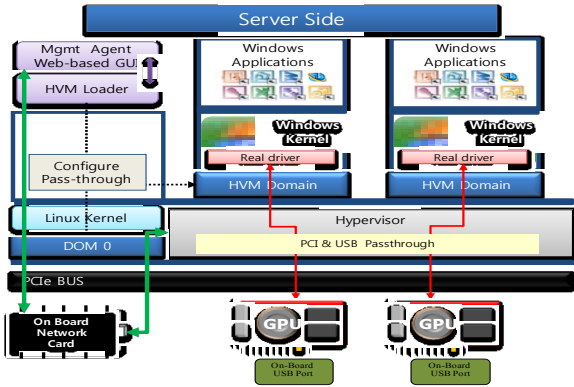 Server Side
Mgmt Agent
Web-based GUI
HVM Loader
Windows
Applications
Windows
Applications
Windows
Kernel
Windows
Kernel
Real driver
Real driver
Configure
Pass-through
HVM Domain
HVM Domain
Linux Kernel
Hypervisor
DOM 0
PCI & USB Passthrough
PCIe BUS
On Board
Network
Card
GPU
GPU
On-Board
USB Port
On-Board
USB Port